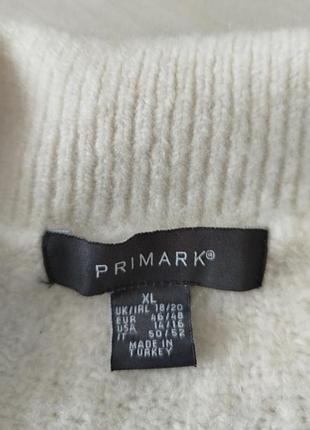 PRIMARK®
XL
UK/IRL 18/20
EUR 46/48
USA 14/16
IT 50/52
MADE IN
TURKEY